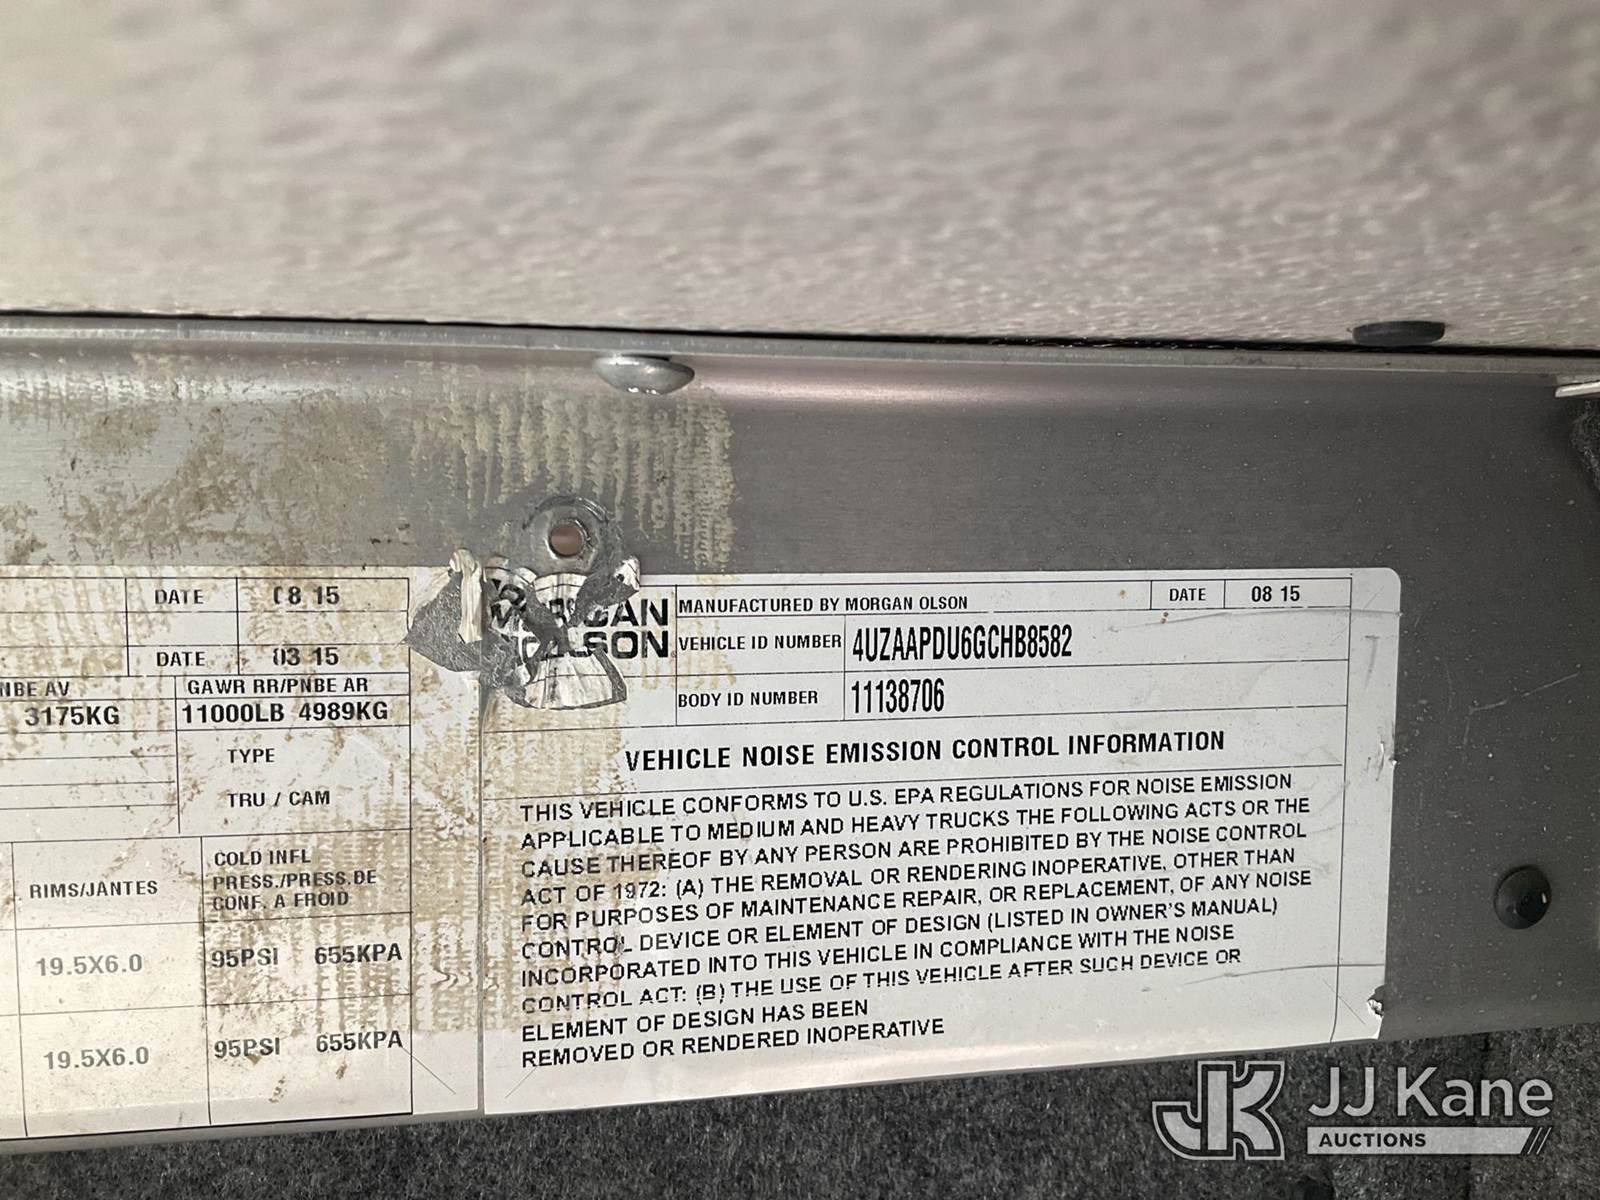 DATE 08 15
DATE 03 15
NBE AV GAWR RR/PNBE AR
3175KG 11000LB 4989KG
TYPE
TRU / CAM
RIMS/JANTES COLD INFL
PRESS./PRESS.DE
CONF. A FROID
19.5X6.0 95PSI 655KPA
19.5X6.0 95PSI 655KPA
MORGAN
OLSON
MANUFACTURED BY MORGAN OLSON DATE 08 15
VEHICLE ID NUMBER 4UZAAPDU6GCHB8582
BODY ID NUMBER 11138706
VEHICLE NOISE EMISSION CONTROL INFORMATION
THIS VEHICLE CONFORMS TO U.S. EPA REGULATIONS FOR NOISE EMISSION
APPLICABLE TO MEDIUM AND HEAVY TRUCKS THE FOLLOWING ACTS OR THE
CAUSE THEREOF BY ANY PERSON ARE PROHIBITED BY THE NOISE CONTROL
ACT OF 1972: (A) THE REMOVAL OR RENDERING INOPERATIVE, OTHER THAN
FOR PURPOSES OF MAINTENANCE REPAIR, OR REPLACEMENT, OF ANY NOISE
CONTROL DEVICE OR ELEMENT OF DESIGN (LISTED IN OWNER'S MANUAL)
INCORPORATED INTO THIS VEHICLE IN COMPLIANCE WITH THE NOISE
CONTROL ACT: (B) THE USE OF THIS VEHICLE AFTER SUCH DEVICE OR
ELEMENT OF DESIGN HAS BEEN
REMOVED OR RENDERED INOPERATIVE
JK JJ Kane
AUCTIONS